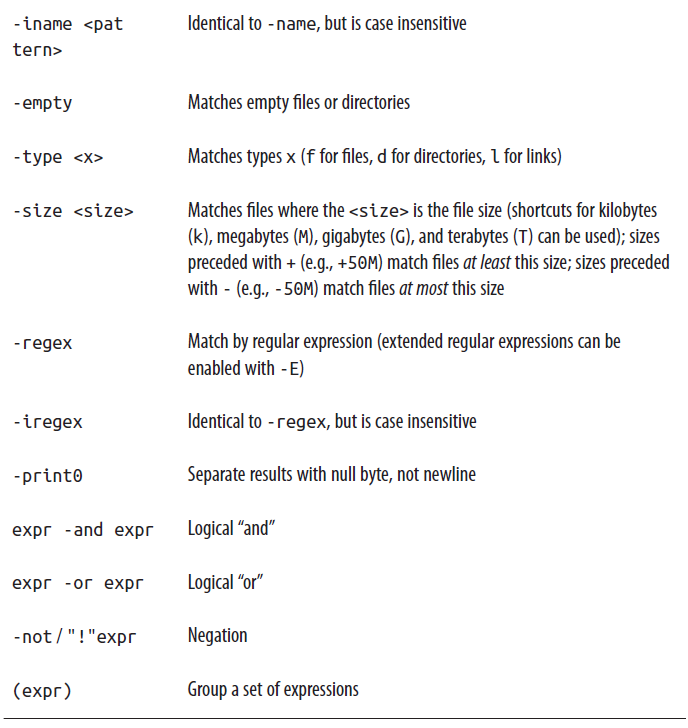 -iname <pat Identical to -name, but is case insensitive
tern>
-empty Matches empty files or directories
-type <x> Matches types x (f for files, d for directories, l for links)
-size <size> Matches files where the <size> is the file size (shortcuts for kilobytes
(k), megabytes (M), gigabytes (G), and terabytes (T) can be used); sizes
preceded with + (e.g., +50M) match files at least this size; sizes preceded
with - (e.g., -50M) match files at most this size
-regex Match by regular expression (extended regular expressions can be
enabled with -E)
-iregex Identical to -regex, but is case insensitive
-print0 Separate results with null byte, not newline
expr -and expr Logical “and”
expr -or expr Logical “or”
-not / "!"expr Negation
(expr) Group a set of expressions